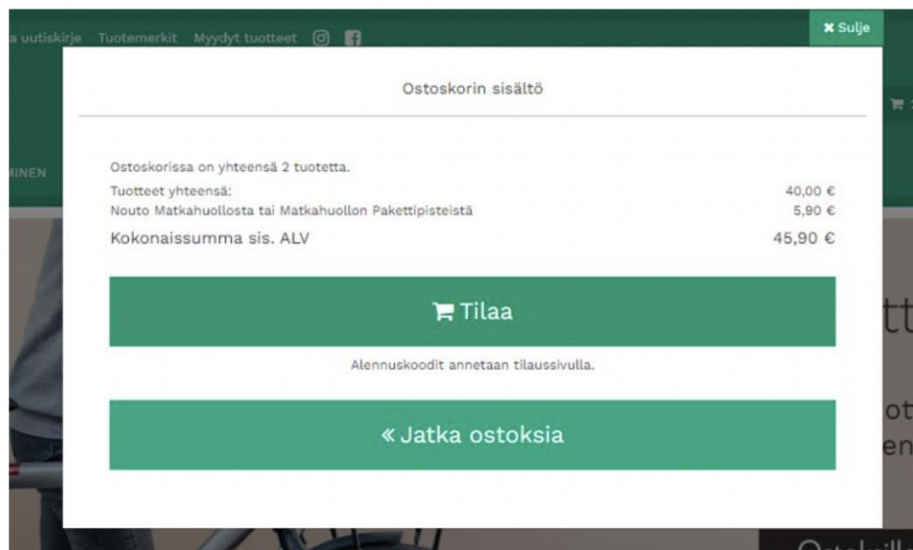 uutiskirje Tuotemerkit Myydyt tuotteet
✖ Sulje
Ostoskorin sisältö
MINEN
Ostoskorissa on yhteensä 2 tuotetta.
Tuotteet yhteensä: 40,00 €
Nouto Matkahuollosta tai Matkahuollon Pakettipisteistä 5,90 €
Kokonaissumma sis. ALV 45,90 €
Tilaa
Alennuskoodit annetaan tilaussivulla.
« Jatka ostoksia